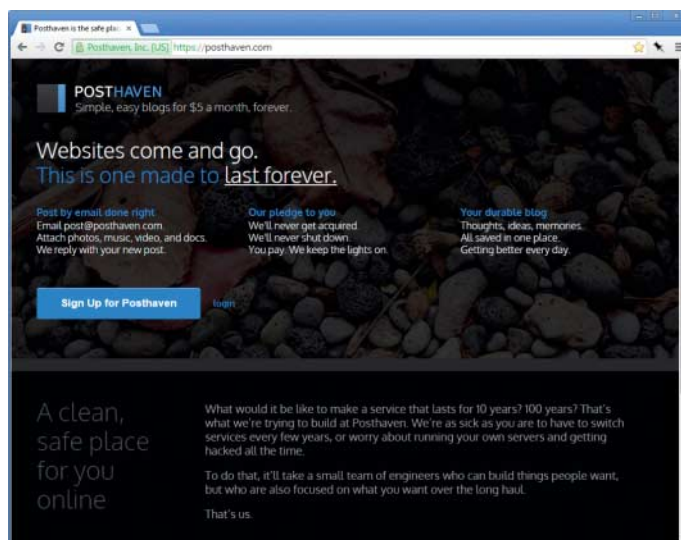 Posthaven is the safe plac
Posthaven, Inc. [US] https://posthaven.com
POSTHAVEN
Simple, easy blogs for $5 a month, forever.
Websites come and go.
This is one made to last forever.
Post by email done right
Email post@posthaven.com.
Attach photos, music, video, and docs.
We reply with your new post.
Our pledge to you
We'll never get acquired.
We'll never shut down.
You pay. We keep the lights on.
Your durable blog
Thoughts, ideas, memories.
All saved in one place.
Getting better every day.
Sign Up for Posthaven login
A clean,
safe place
for you
online
What would it be like to make a service that lasts for 10 years? 100 years? That's
what we're trying to build at Posthaven. We're as sick as you are to have to switch
services every few years, or worry about running your own servers and getting
hacked all the time.
To do that, it'll take a small team of engineers who can build things people want,
but who are also focused on what you want over the long haul.
That's us.